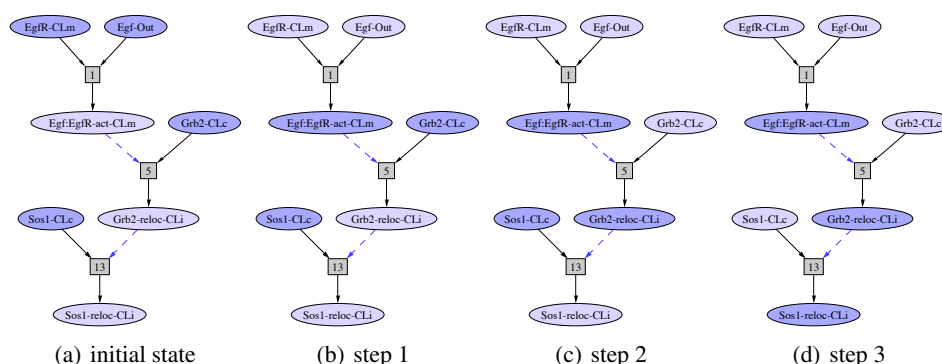 EgfR-CLm Egf-Out
1
Egf:EgfR-act-CLm Grb2-CLc
5
Sos1-CLc Grb2-reloc-CLi
13
Sos1-reloc-CLi
(a) initial state
EgfR-CLm Egf-Out
1
Egf:EgfR-act-CLm Grb2-CLc
5
Sos1-CLc Grb2-reloc-CLi
13
Sos1-reloc-CLi
(b) step 1
EgfR-CLm Egf-Out
1
Egf:EgfR-act-CLm Grb2-CLc
5
Sos1-CLc Grb2-reloc-CLi
13
Sos1-reloc-CLi
(c) step 2
EgfR-CLm Egf-Out
1
Egf:EgfR-act-CLm Grb2-CLc
5
Sos1-CLc Grb2-reloc-CLi
13
Sos1-reloc-CLi
(d) step 3